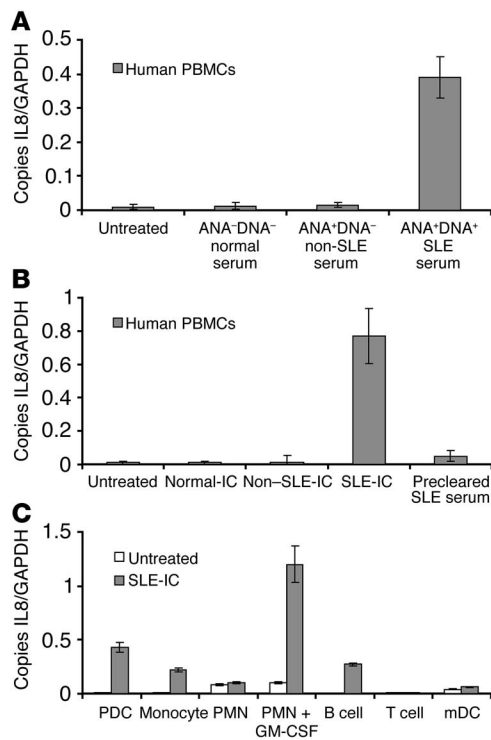 A
Copies IL8/GAPDH
0.5
0.4
0.3
0.2
0.1
0
Human PBMCs
Untreated
ANA⁻DNA⁻
normal
serum
ANA⁺DNA⁻
non-SLE
serum
ANA⁺DNA⁺
SLE
serum
B
Copies IL8/GAPDH
1
0.8
0.6
0.4
0.2
0
Human PBMCs
Untreated
Normal-IC
Non–SLE-IC
SLE-IC
Precleared
SLE serum
C
Copies IL8/GAPDH
1.5
1
0.5
0
Untreated
SLE-IC
PDC
Monocyte
PMN
PMN +
GM-CSF
B cell
T cell
mDC